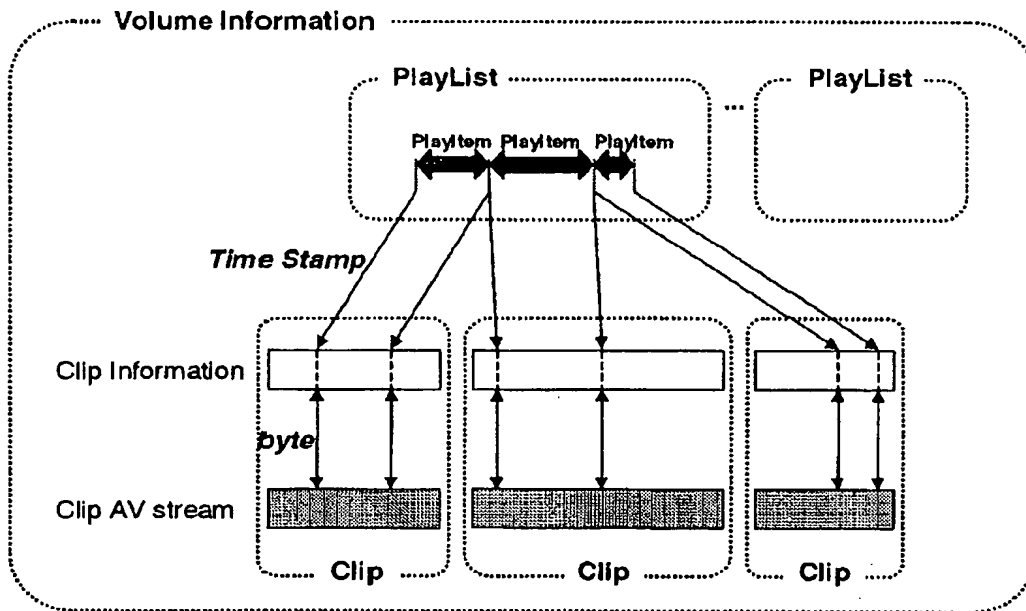 Volume Information
PlayList
...
PlayList
PlayItem PlayItem PlayItem
Time Stamp
Clip Information
byte
Clip AV stream
Clip
Clip
Clip